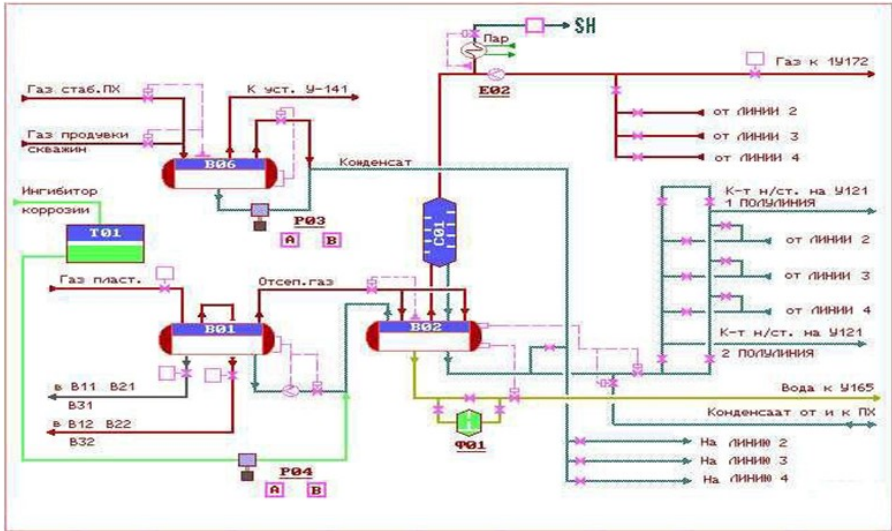 SH
Пар
Газ к 1У172
E02
Газ стаб.ПХ
К уст. У-141
от ЛИНИИ 2
Газ продувки
скважин
от ЛИНИИ 3
от ЛИНИИ 4
B06
Конденсат
Ингибитор
коррозии
P03
A B
К-т н/ст. на У121
1 ПОЛУЛИНИЯ
T01
C01
от ЛИНИИ 2
от ЛИНИИ 3
Газ пласт.
Отсеп.газ
от ЛИНИИ 4
B01
B02
К-т н/ст. на У121
2 ПОЛУЛИНИЯ
в B11 B21
B31
Вода к У165
Конденсаат от и к ПХ
в B12 B22
B32
H
Ф01
На ЛИНИЮ 2
P04
На ЛИНИЮ 3
A B
На ЛИНИЮ 4